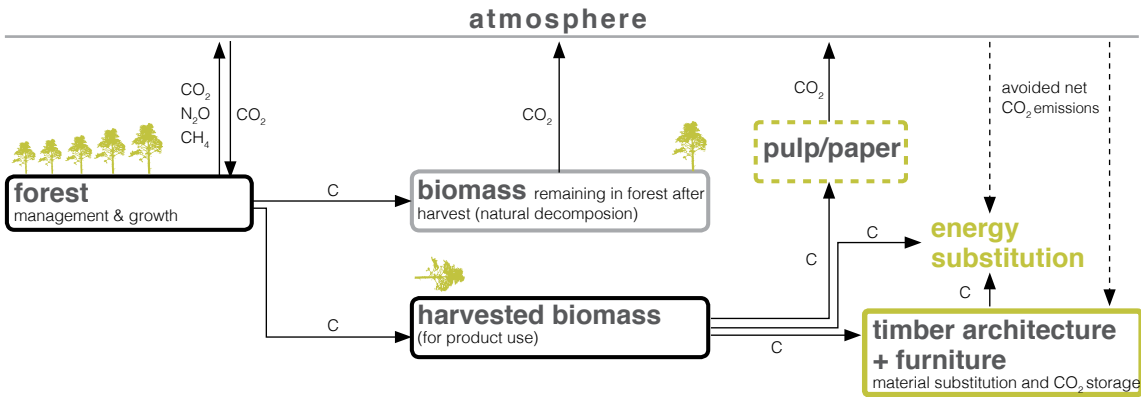 atmosphere
CO2
N2O
CH4
CO2
CO2
CO2
avoided net
CO2 emissions
forest
management & growth
C
biomass remaining in forest after
harvest (natural decomposion)
pulp/paper
C
C
energy
substitution
C
C
harvested biomass
(for product use)
C
timber architecture
+ furniture
material substitution and CO2 storage